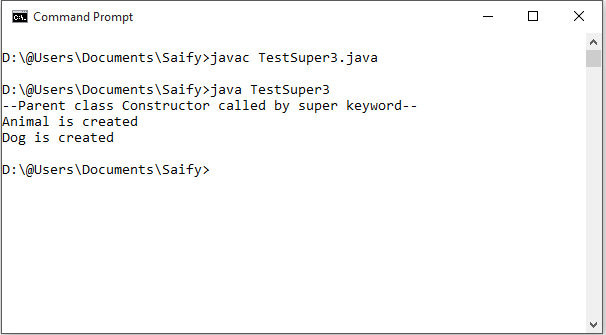 Command Prompt
D:\@Users\Documents\Saify>javac TestSuper3.java
D:\@Users\Documents\Saify>java TestSuper3
--Parent class Constructor called by super keyword--
Animal is created
Dog is created
D:\@Users\Documents\Saify>